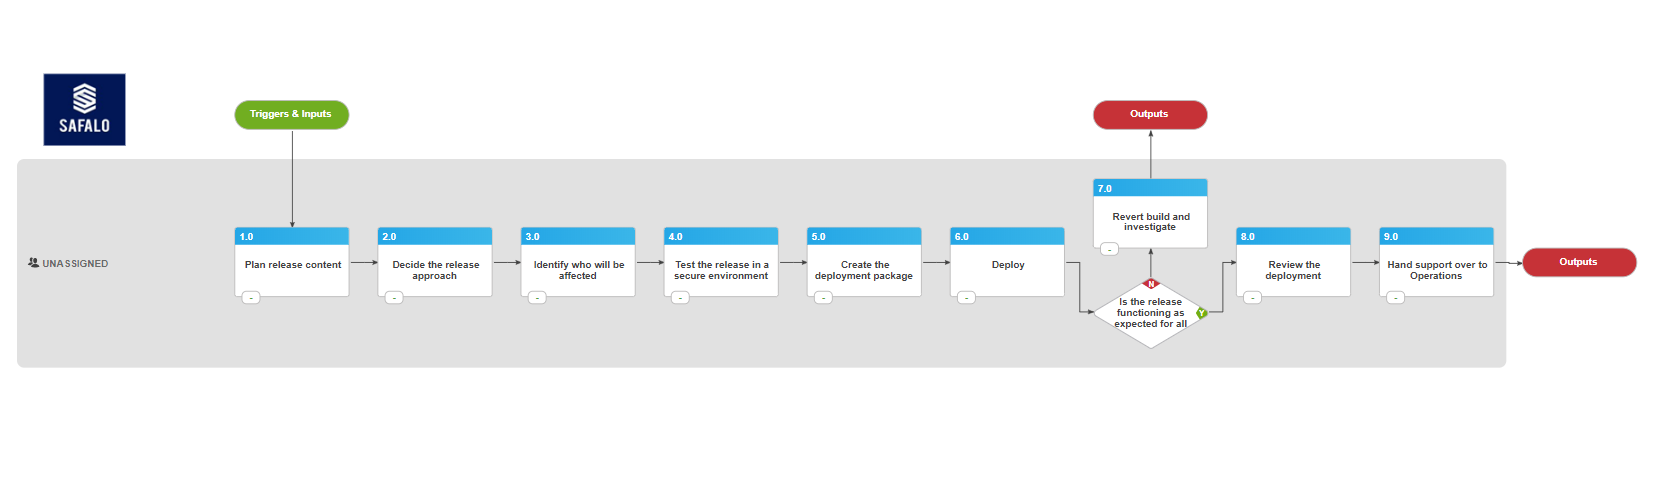 SAFALO
Triggers & Inputs
Outputs
UNASSIGNED
1.0
Plan release content
-
2.0
Decide the release
approach
-
3.0
Identify who will be
affected
-
4.0
Test the release in a
secure environment
-
5.0
Create the
deployment package
-
6.0
Deploy
-
7.0
Revert build and
investigate
-
N
Is the release
functioning as
expected for all
Y
8.0
Review the
deployment
-
9.0
Hand support over to
Operations
-
Outputs